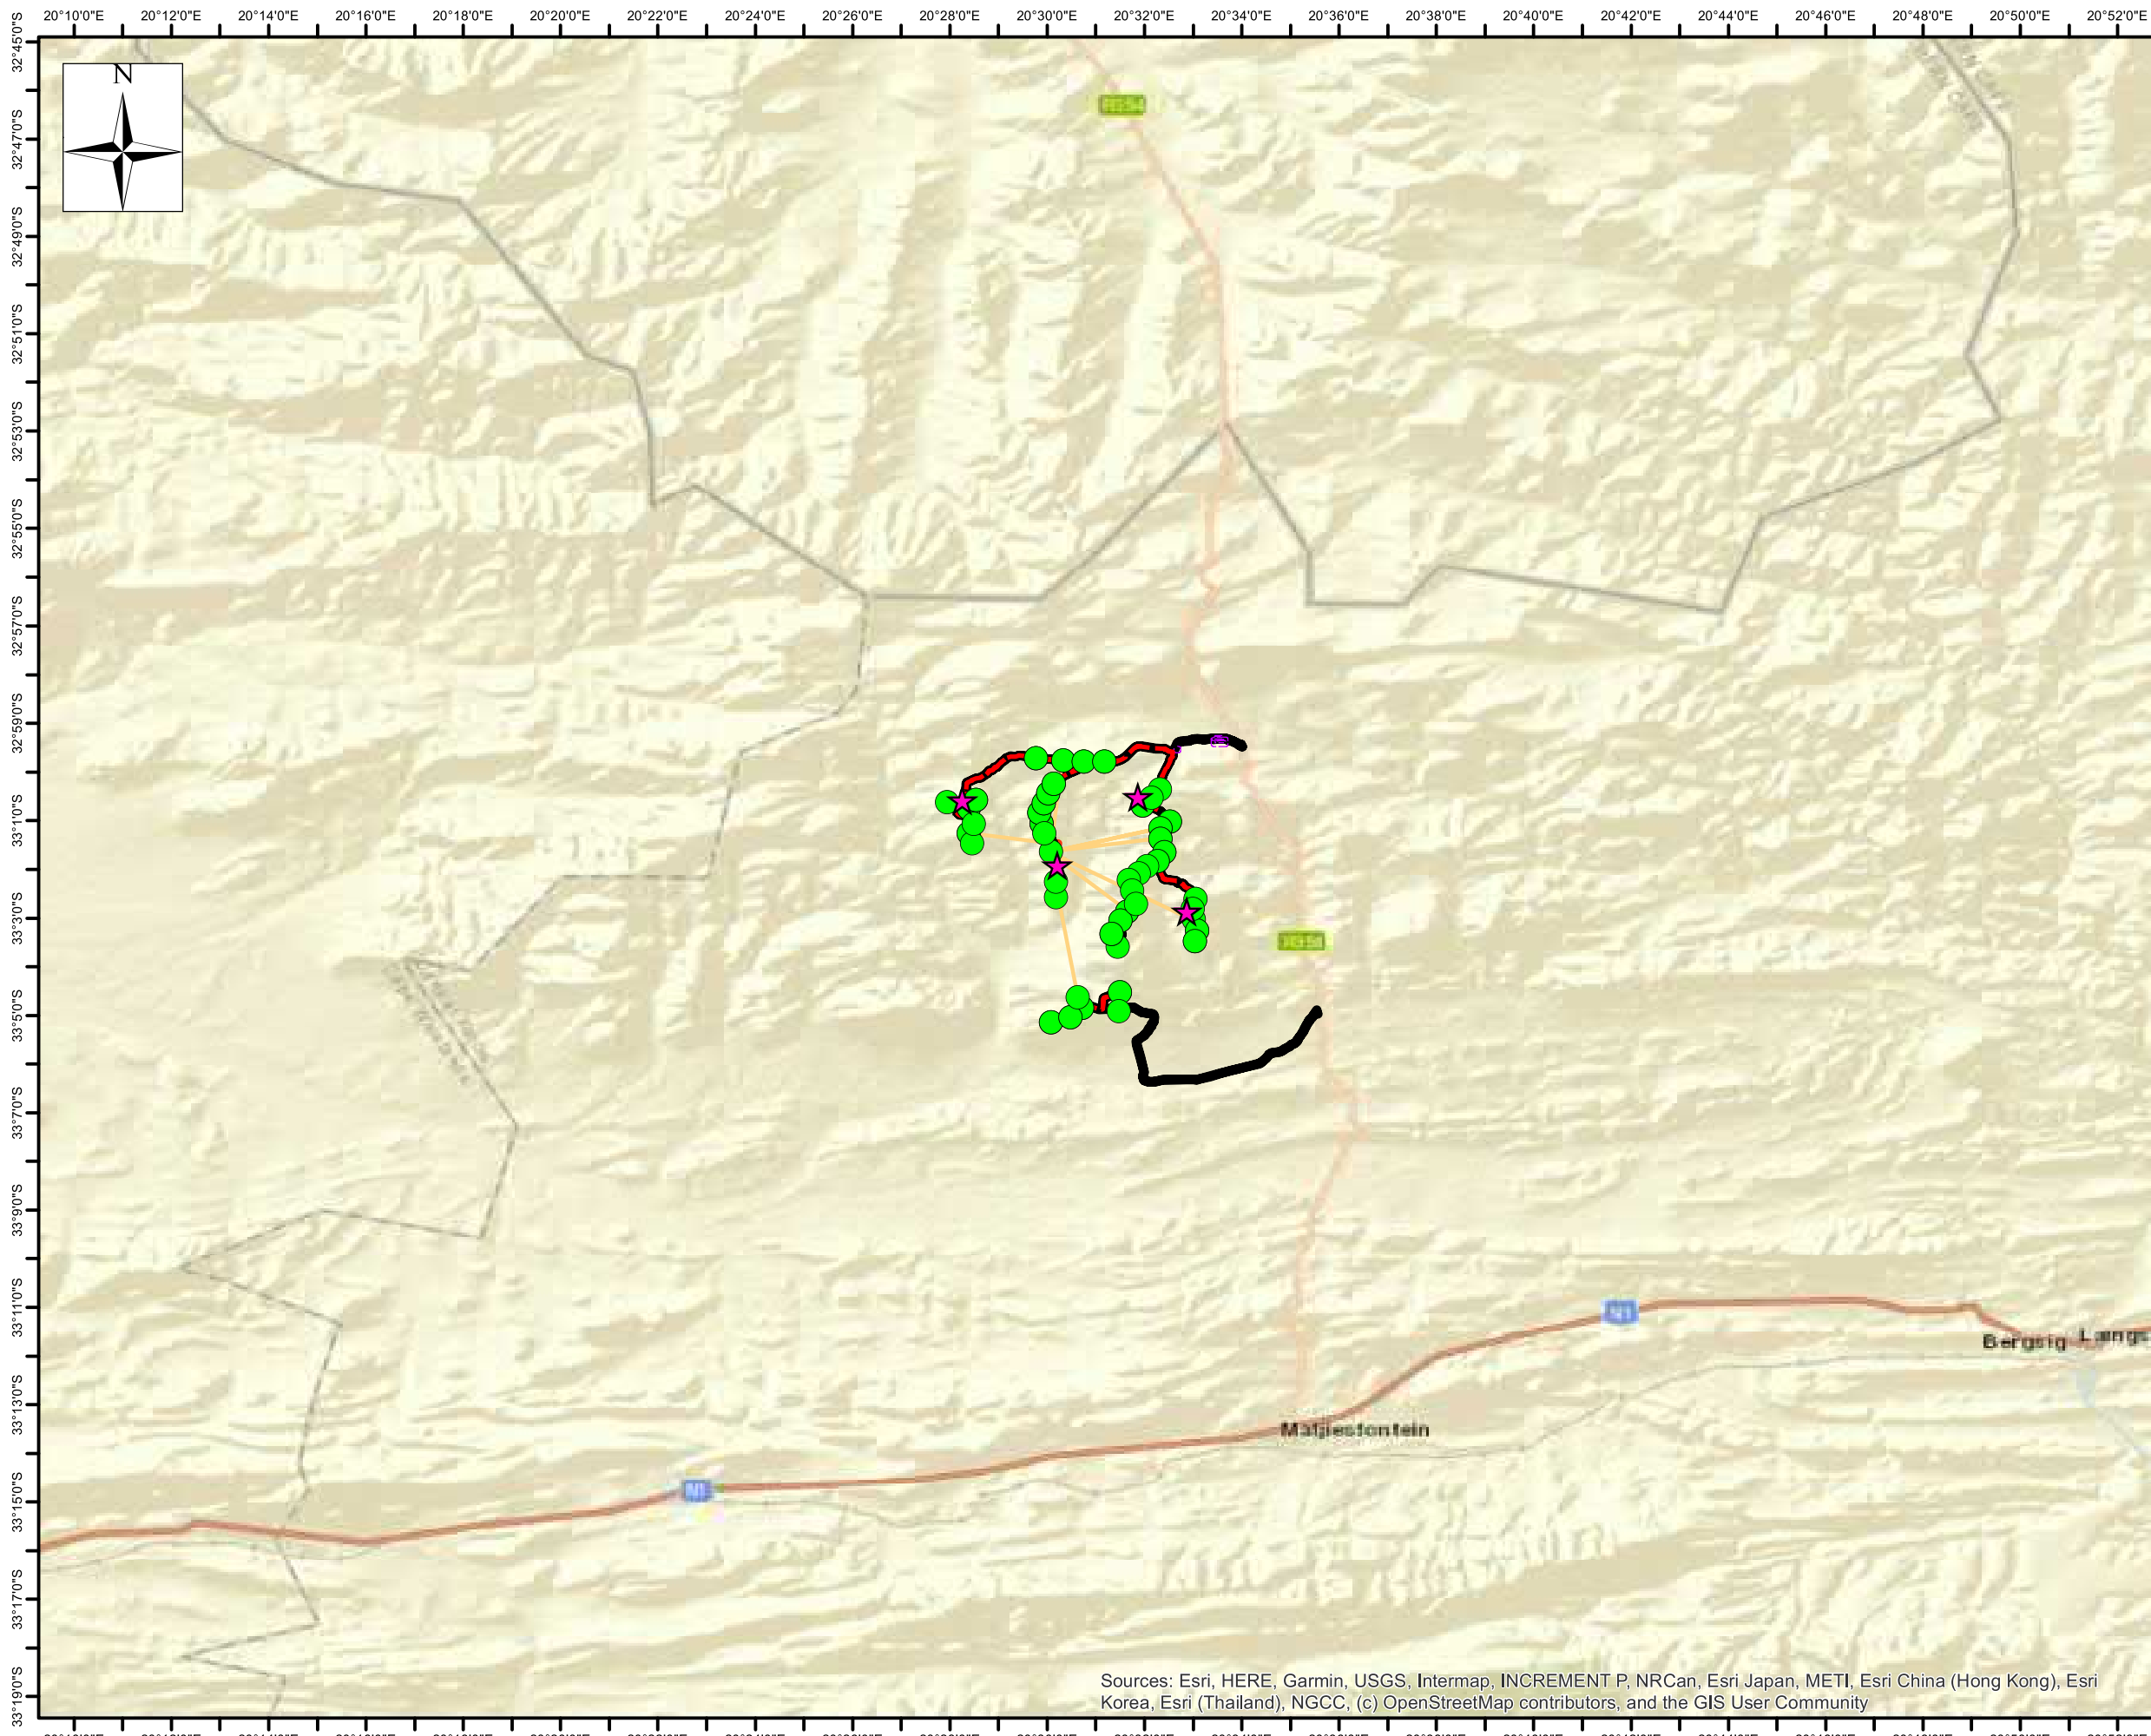 20°10'0"E 20°12'0"E 20°14'0"E 20°16'0"E 20°18'0"E 20°20'0"E 20°22'0"E 20°24'0"E 20°26'0"E 20°28'0"E 20°30'0"E 20°32'0"E 20°34'0"E 20°36'0"E 20°38'0"E 20°40'0"E 20°42'0"E 20°44'0"E 20°46'0"E 20°48'0"E 20°50'0"E 20°52'0"E
32°45'0"S
N
32°47'0"S
32°49'0"S
32°51'0"S
32°53'0"S
32°55'0"S
32°57'0"S
32°59'0"S
33°1'0"S
33°3'0"S
33°5'0"S
33°7'0"S
33°9'0"S
33°11'0"S
Bergsig
33°13'0"S
Matjiesfontein
N1
33°15'0"S
33°17'0"S
33°19'0"S
Sources: Esri, HERE, Garmin, USGS, Intermap, INCREMENT P, NRCan, Esri Japan, METI, Esri China (Hong Kong), Esri
Korea, Esri (Thailand), NGCC, (c) OpenStreetMap contributors, and the GIS User Community